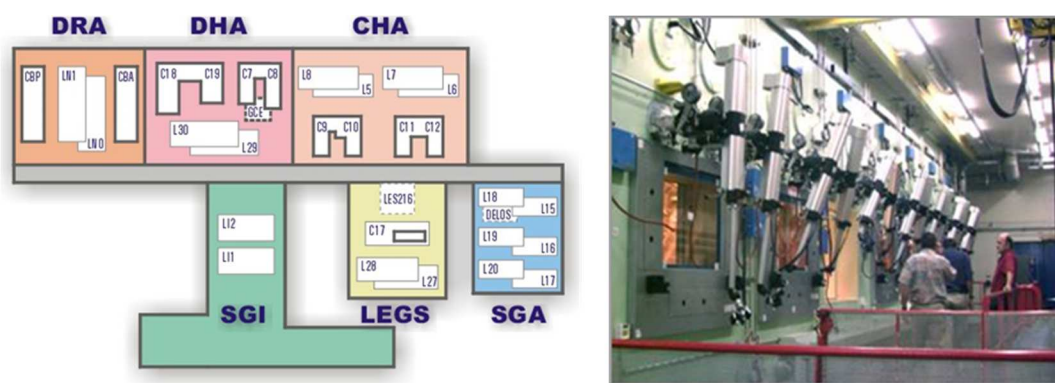 DRA
DHA
CHA
CBP
LN1
LN0
CBA
C18
C19
C7
C8
GCE
L30
L29
L8
L5
L7
L6
C9
C10
C11
C12
LI2
LI1
SGI
LES216
C17
L28
L27
LEGS
L18
L15
DELOS
L19
L16
L20
L17
SGA